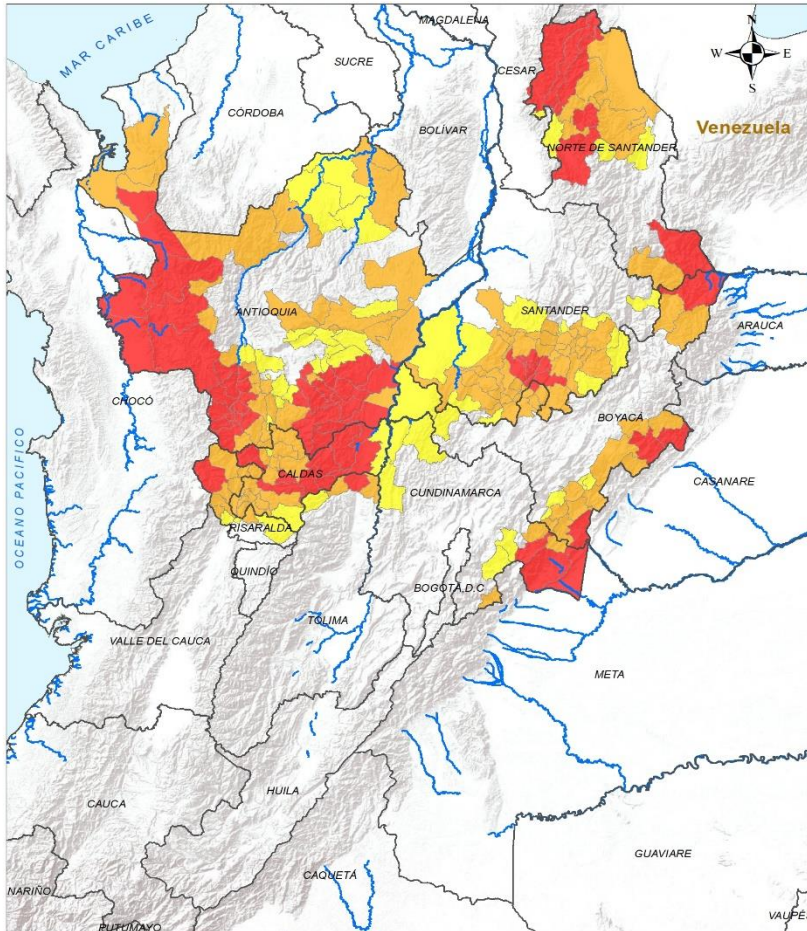 MAGDALENA
MAR CARIBE
SUCRE
CESAR
N
W E
S
CÓRDOBA
BOLÍVAR
Venezuela
NORTE DE SANTANDER
ANTIOQUIA
SANTANDER
ARAUCA
CHOCÓ
BOYACÁ
OCEANO PACIFICO
CALDAS
CUNDINAMARCA
CASANARE
RISARALDA
QUINDÍO
BOGOTÁ, D.C
TOLIMA
VALLE DEL CAUCA
META
HUILA
CAUCA
GUAVIARE
CAQUETÁ
NARIÑO
PUTUMAYO